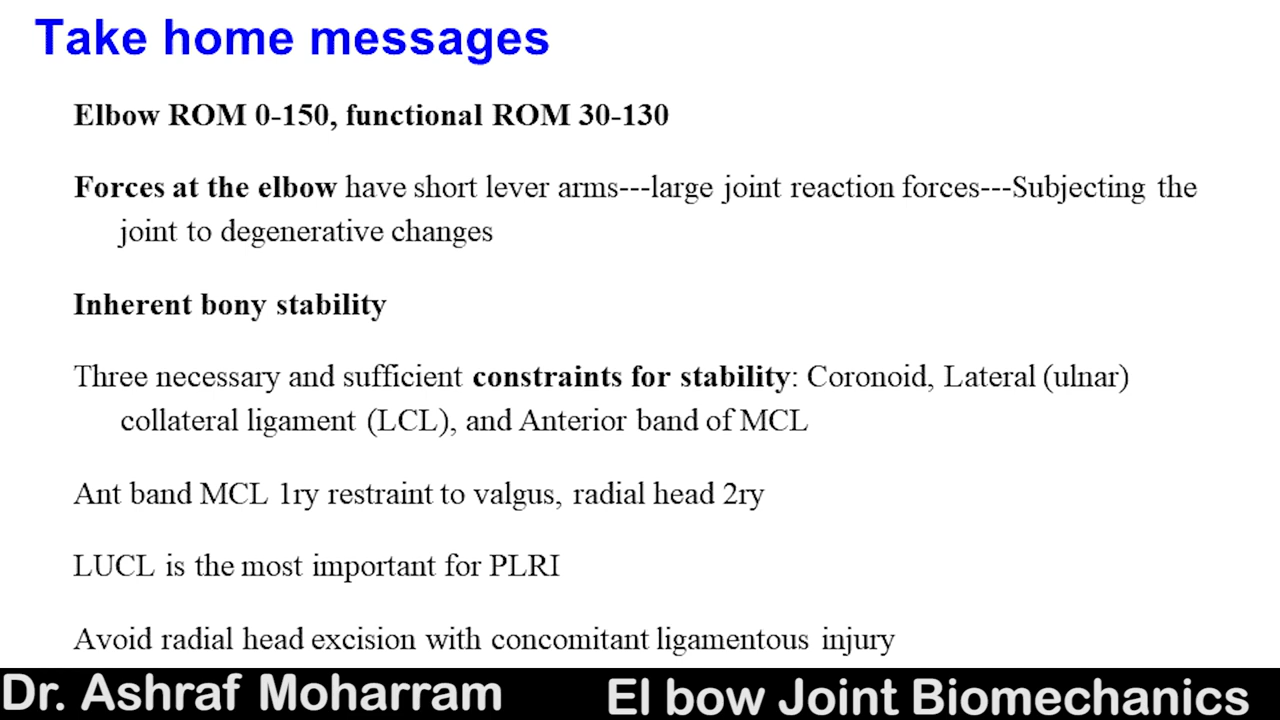 Take home messages
Elbow ROM 0-150, functional ROM 30-130
Forces at the elbow have short lever arms---large joint reaction forces---Subjecting the
joint to degenerative changes
Inherent bony stability
Three necessary and sufficient constraints for stability: Coronoid, Lateral (ulnar)
collateral ligament (LCL), and Anterior band of MCL
Ant band MCL 1ry restraint to valgus, radial head 2ry
LUCL is the most important for PLRI
Avoid radial head excision with concomitant ligamentous injury
Dr. Ashraf Moharram
El bow Joint Biomechanics